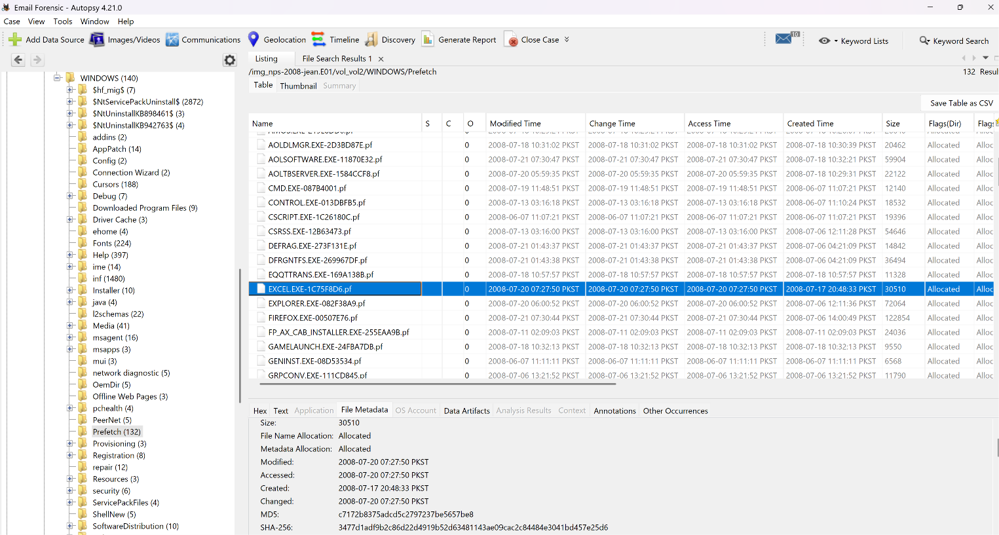 Email Forensic - Autopsy 4.21.0
Case View Tools Window Help
Add Data Source Images/Videos Communications Geolocation Timeline Discovery Generate Report Close Case 10 Keyword Lists Keyword Search
Listing File Search Results 1
/img_nps-2008-jean.E01/vol_vol2/WINDOWS/Prefetch 132 Resul
Table Thumbnail Summary
Save Table as CSV
WINDOWS (140)
$hf_mig$ (7)
$NtServicePackUninstall$ (2872)
$NtUninstallKB898461$ (3)
$NtUninstallKB942763$ (4)
addins (2)
AppPatch (14)
Config (2)
Connection Wizard (2)
Cursors (188)
Debug (7)
Downloaded Program Files (9)
Driver Cache (3)
ehome (4)
Fonts (224)
Help (397)
ime (14)
inf (1480)
Installer (10)
java (4)
l2schemas (22)
Media (41)
msagent (16)
msapps (3)
mui (3)
network diagnostic (5)
OemDir (5)
Offline Web Pages (3)
pchealth (4)
PeerNet (5)
Prefetch (132)
Provisioning (3)
Registration (8)
repair (12)
Resources (3)
security (6)
ServicePackFiles (4)
ShellNew (5)
SoftwareDistribution (10)
Name S C O Modified Time Change Time Access Time Created Time Size Flags(Dir) Flags
AOLDLMGR.EXE-2D3BD87E.pf 0 2008-07-18 10:31:02 PKST 2008-07-18 10:31:02 PKST 2008-07-18 10:31:02 PKST 2008-07-18 10:30:39 PKST 20462 Allocated Alloc
AOLSOFTWARE.EXE-11870E32.pf 0 2008-07-21 07:30:47 PKST 2008-07-21 07:30:47 PKST 2008-07-21 07:30:47 PKST 2008-07-18 10:32:21 PKST 59904 Allocated Alloc
AOLTBSERVER.EXE-1584CCF8.pf 0 2008-07-20 05:59:35 PKST 2008-07-20 05:59:35 PKST 2008-07-20 05:59:35 PKST 2008-07-18 10:29:31 PKST 22122 Allocated Alloc
CMD.EXE-087B4001.pf 0 2008-07-19 11:48:51 PKST 2008-07-19 11:48:51 PKST 2008-07-19 11:48:51 PKST 2008-06-07 11:07:21 PKST 12140 Allocated Alloc
CONTROL.EXE-013DBFB5.pf 0 2008-07-13 03:16:18 PKST 2008-07-13 03:16:18 PKST 2008-07-13 03:16:18 PKST 2008-06-07 11:10:24 PKST 18532 Allocated Alloc
CSCRIPT.EXE-1C26180C.pf 0 2008-06-07 11:07:21 PKST 2008-06-07 11:07:21 PKST 2008-06-07 11:07:21 PKST 2008-06-07 11:07:21 PKST 19396 Allocated Alloc
CSRSS.EXE-12B63473.pf 0 2008-07-13 03:16:00 PKST 2008-07-13 03:16:00 PKST 2008-07-13 03:16:00 PKST 2008-07-06 12:11:28 PKST 54646 Allocated Alloc
DEFRAG.EXE-273F131E.pf 0 2008-07-21 01:43:37 PKST 2008-07-21 01:43:37 PKST 2008-07-21 01:43:37 PKST 2008-07-06 04:21:09 PKST 14842 Allocated Alloc
DFRGNTFS.EXE-269967DF.pf 0 2008-07-21 01:43:38 PKST 2008-07-21 01:43:38 PKST 2008-07-21 01:43:38 PKST 2008-07-06 04:21:09 PKST 36494 Allocated Alloc
EQQTTRANS.EXE-169A138B.pf 0 2008-07-18 10:57:57 PKST 2008-07-18 10:57:57 PKST 2008-07-18 10:57:57 PKST 2008-07-18 10:57:57 PKST 11328 Allocated Alloc
EXCEL.EXE-1C75F8D6.pf 0 2008-07-20 07:27:50 PKST 2008-07-20 07:27:50 PKST 2008-07-20 07:27:50 PKST 2008-07-17 20:48:33 PKST 30510 Allocated Alloc
EXPLORER.EXE-082F38A9.pf 0 2008-07-20 06:00:52 PKST 2008-07-20 06:00:52 PKST 2008-07-20 06:00:52 PKST 2008-07-06 12:11:36 PKST 72064 Allocated Alloc
FIREFOX.EXE-00507E76.pf 0 2008-07-21 07:30:44 PKST 2008-07-21 07:30:44 PKST 2008-07-21 07:30:44 PKST 2008-07-06 14:00:49 PKST 122854 Allocated Alloc
FP_AX_CAB_INSTALLER.EXE-255EAA9B.pf 0 2008-07-11 02:09:03 PKST 2008-07-11 02:09:03 PKST 2008-07-11 02:09:03 PKST 2008-07-11 02:09:03 PKST 24036 Allocated Alloc
GAMELAUNCH.EXE-24FBA7DB.pf 0 2008-07-18 10:32:13 PKST 2008-07-18 10:32:13 PKST 2008-07-18 10:32:13 PKST 2008-07-18 10:32:13 PKST 9550 Allocated Alloc
GENINST.EXE-08D53534.pf 0 2008-06-07 11:11:11 PKST 2008-06-07 11:11:11 PKST 2008-06-07 11:11:11 PKST 2008-06-07 11:11:11 PKST 6568 Allocated Alloc
GRPCONV.EXE-111CD845.pf 0 2008-07-06 13:21:52 PKST 2008-07-06 13:21:52 PKST 2008-07-06 13:21:52 PKST 2008-07-06 13:21:52 PKST 11790 Allocated Alloc
Hex Text Application File Metadata OS Account Data Artifacts Analysis Results Context Annotations Other Occurrences
Size: 30510
File Name Allocation: Allocated
Metadata Allocation: Allocated
Modified: 2008-07-20 07:27:50 PKST
Accessed: 2008-07-20 07:27:50 PKST
Created: 2008-07-17 20:48:33 PKST
Changed: 2008-07-20 07:27:50 PKST
MD5: c7172b8375adcd5c2797237be5657be8
SHA-256: 3477d1adf9b2c86d22d4919b52d63481143ae09cac2c84484e3041bd457e25d6